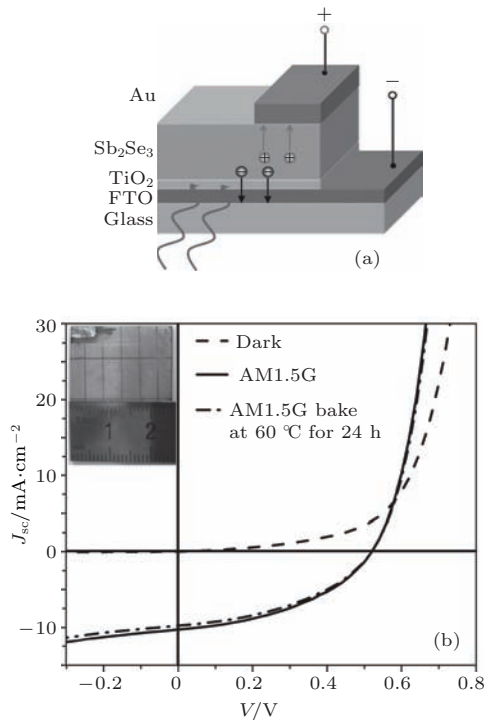 +
−
Au
Sb₂Se₃
TiO₂
FTO
Glass
(a)
30
20
10
0
−10
J_sc/mA·cm⁻²
1 2
Dark
AM1.5G
AM1.5G bake
at 60 ℃ for 24 h
(b)
−0.2 0 0.2 0.4 0.6 0.8
V/V